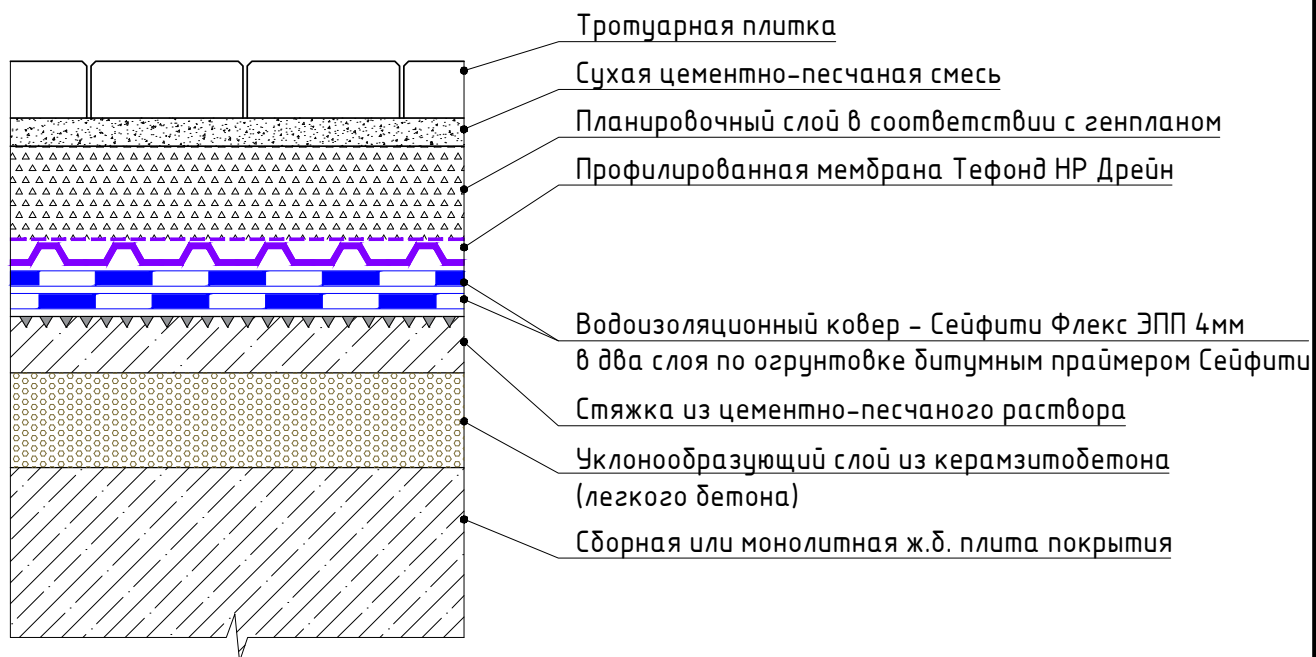 Тротуарная плитка
Сухая цементно-песчаная смесь
Планировочный слой в соответствии с генпланом
Профилированная мембрана Тефонд НР Дрейн
Водоизоляционный ковер - Сейфити Флекс ЭПП 4мм
в два слоя по огрунтовке битумным праймером Сейфити
Стяжка из цементно-песчаного раствора
Уклонообразующий слой из керамзитобетона
(легкого бетона)
Сборная или монолитная ж.б. плита покрытия